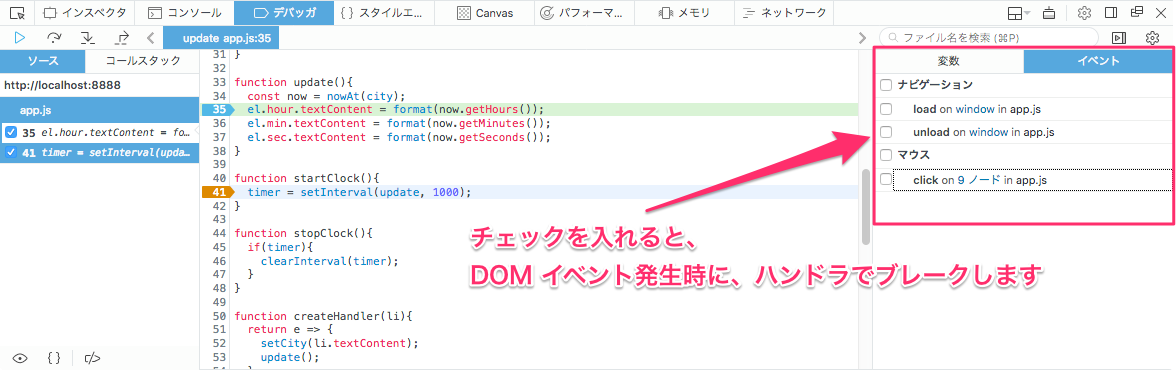 インスペクタ コンソール デバッガ スタイルエ... Canvas パフォーマ... メモリ ネットワーク
update app.js:35 ファイル名を検索 (⌘P)
ソース コールスタック
http://localhost:8888
app.js
35 el.hour.textContent = fo...
41 timer = setInterval(upda...
31 }
32
33 function update(){
34 const now = nowAt(city);
35 el.hour.textContent = format(now.getHours());
36 el.min.textContent = format(now.getMinutes());
37 el.sec.textContent = format(now.getSeconds());
38 }
39
40 function startClock(){
41 timer = setInterval(update, 1000);
42 }
43
44 function stopClock(){
45 if(timer){
46 clearInterval(timer);
47 }
48 }
49
50 function createHandler(li){
51 return e => {
52 setCity(li.textContent);
53 update();
54 }
変数 イベント
ナビゲーション
load on window in app.js
unload on window in app.js
マウス
click on 9 ノード in app.js
チェックを入れると、
DOM イベント発生時に、ハンドラでブレークします